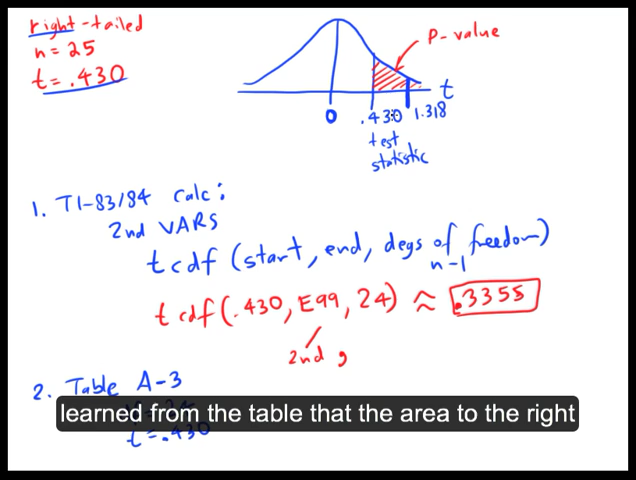 right-tailed
n = 25
t = .430
P-value
t
0
.430
1.318
test
statistic
1. TI-83/84 Calc:
2nd VARS
tcdf (start, end, degs of freedom)
n-1
tcdf(.430, E99, 24) ≈ .3355
2nd ,
2. Table A-3
learned from the table that the area to the right
t = .430